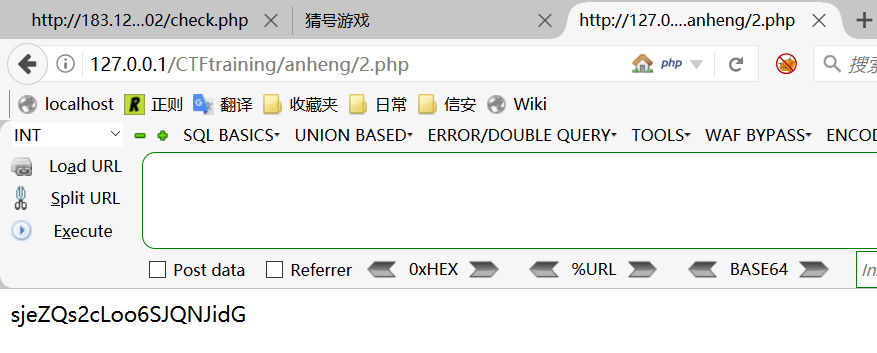 http://183.12...02/check.php 猜号游戏 http://127.0....anheng/2.php
127.0.0.1/CTFtraining/anheng/2.php php 搜索
localhost R 正则 翻译 收藏夹 日常 信安 Wiki
INT SQL BASICS UNION BASED ERROR/DOUBLE QUERY TOOLS WAF BYPASS ENCOD
Load URL
Split URL
Execute
Post data Referrer 0xHEX %URL BASE64 In
sjeZQs2cLoo6SJQNJidG